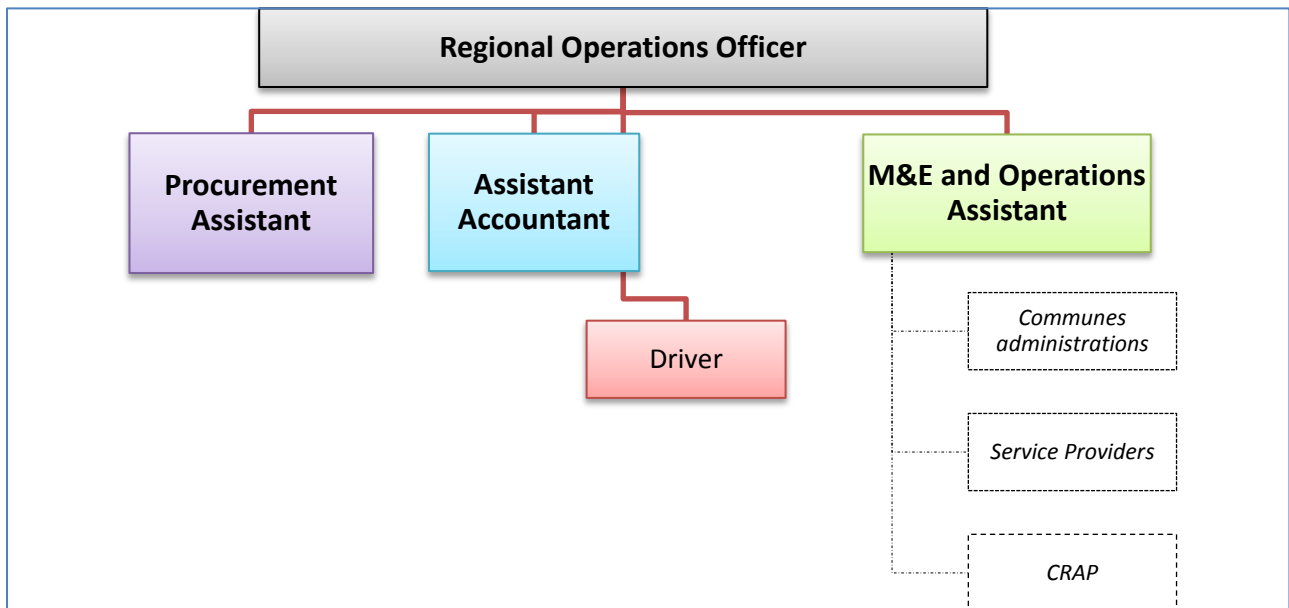 Regional Operations Officer
Procurement
Assistant
Assistant
Accountant
M&E and Operations
Assistant
Driver
Communes
administrations
Service Providers
CRAP